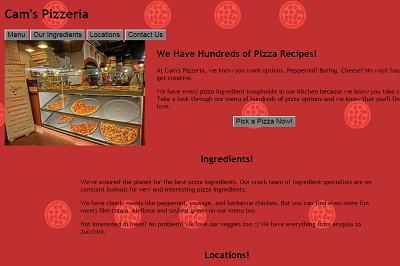 Cam's Pizzeria
Menu Our Ingredients Locations Contact Us
We Have Hundreds of Pizza Recipes!
At Cam's Pizzeria, we know you want options. Pepperoni! Boring. Cheese! No way! Sau
get creative.
We have every pizza ingredient imaginable in our kitchen because we know you take c
Take a look through our menu of hundreds of pizza options and we know that you'll fin
love.
Pick a Pizza Now!
Ingredients!
We've scoured the planet for the best pizza ingredients. Our crack team of ingredient specialists are on
constant lookout for new and interesting pizza ingredients.
We have classic meats like pepperoni, sausage, and barbecue chicken. But you can find even more fun
meats like coppa, kielbasa and soylent green on our menu too.
Not interested in meat? No problem! We love our veggies too :) We have everything from arugula to
zucchini.
Locations!